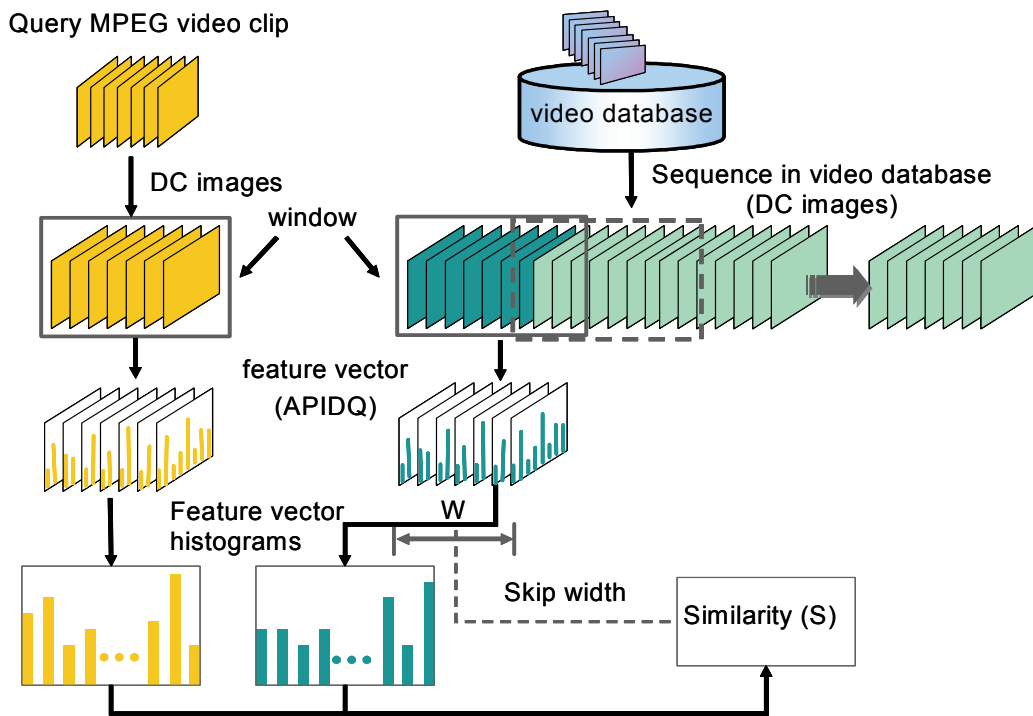 Query MPEG video clip
video database
DC images
Sequence in video database
(DC images)
window
feature vector
(APIDQ)
Feature vector
histograms
W
Skip width
Similarity (S)